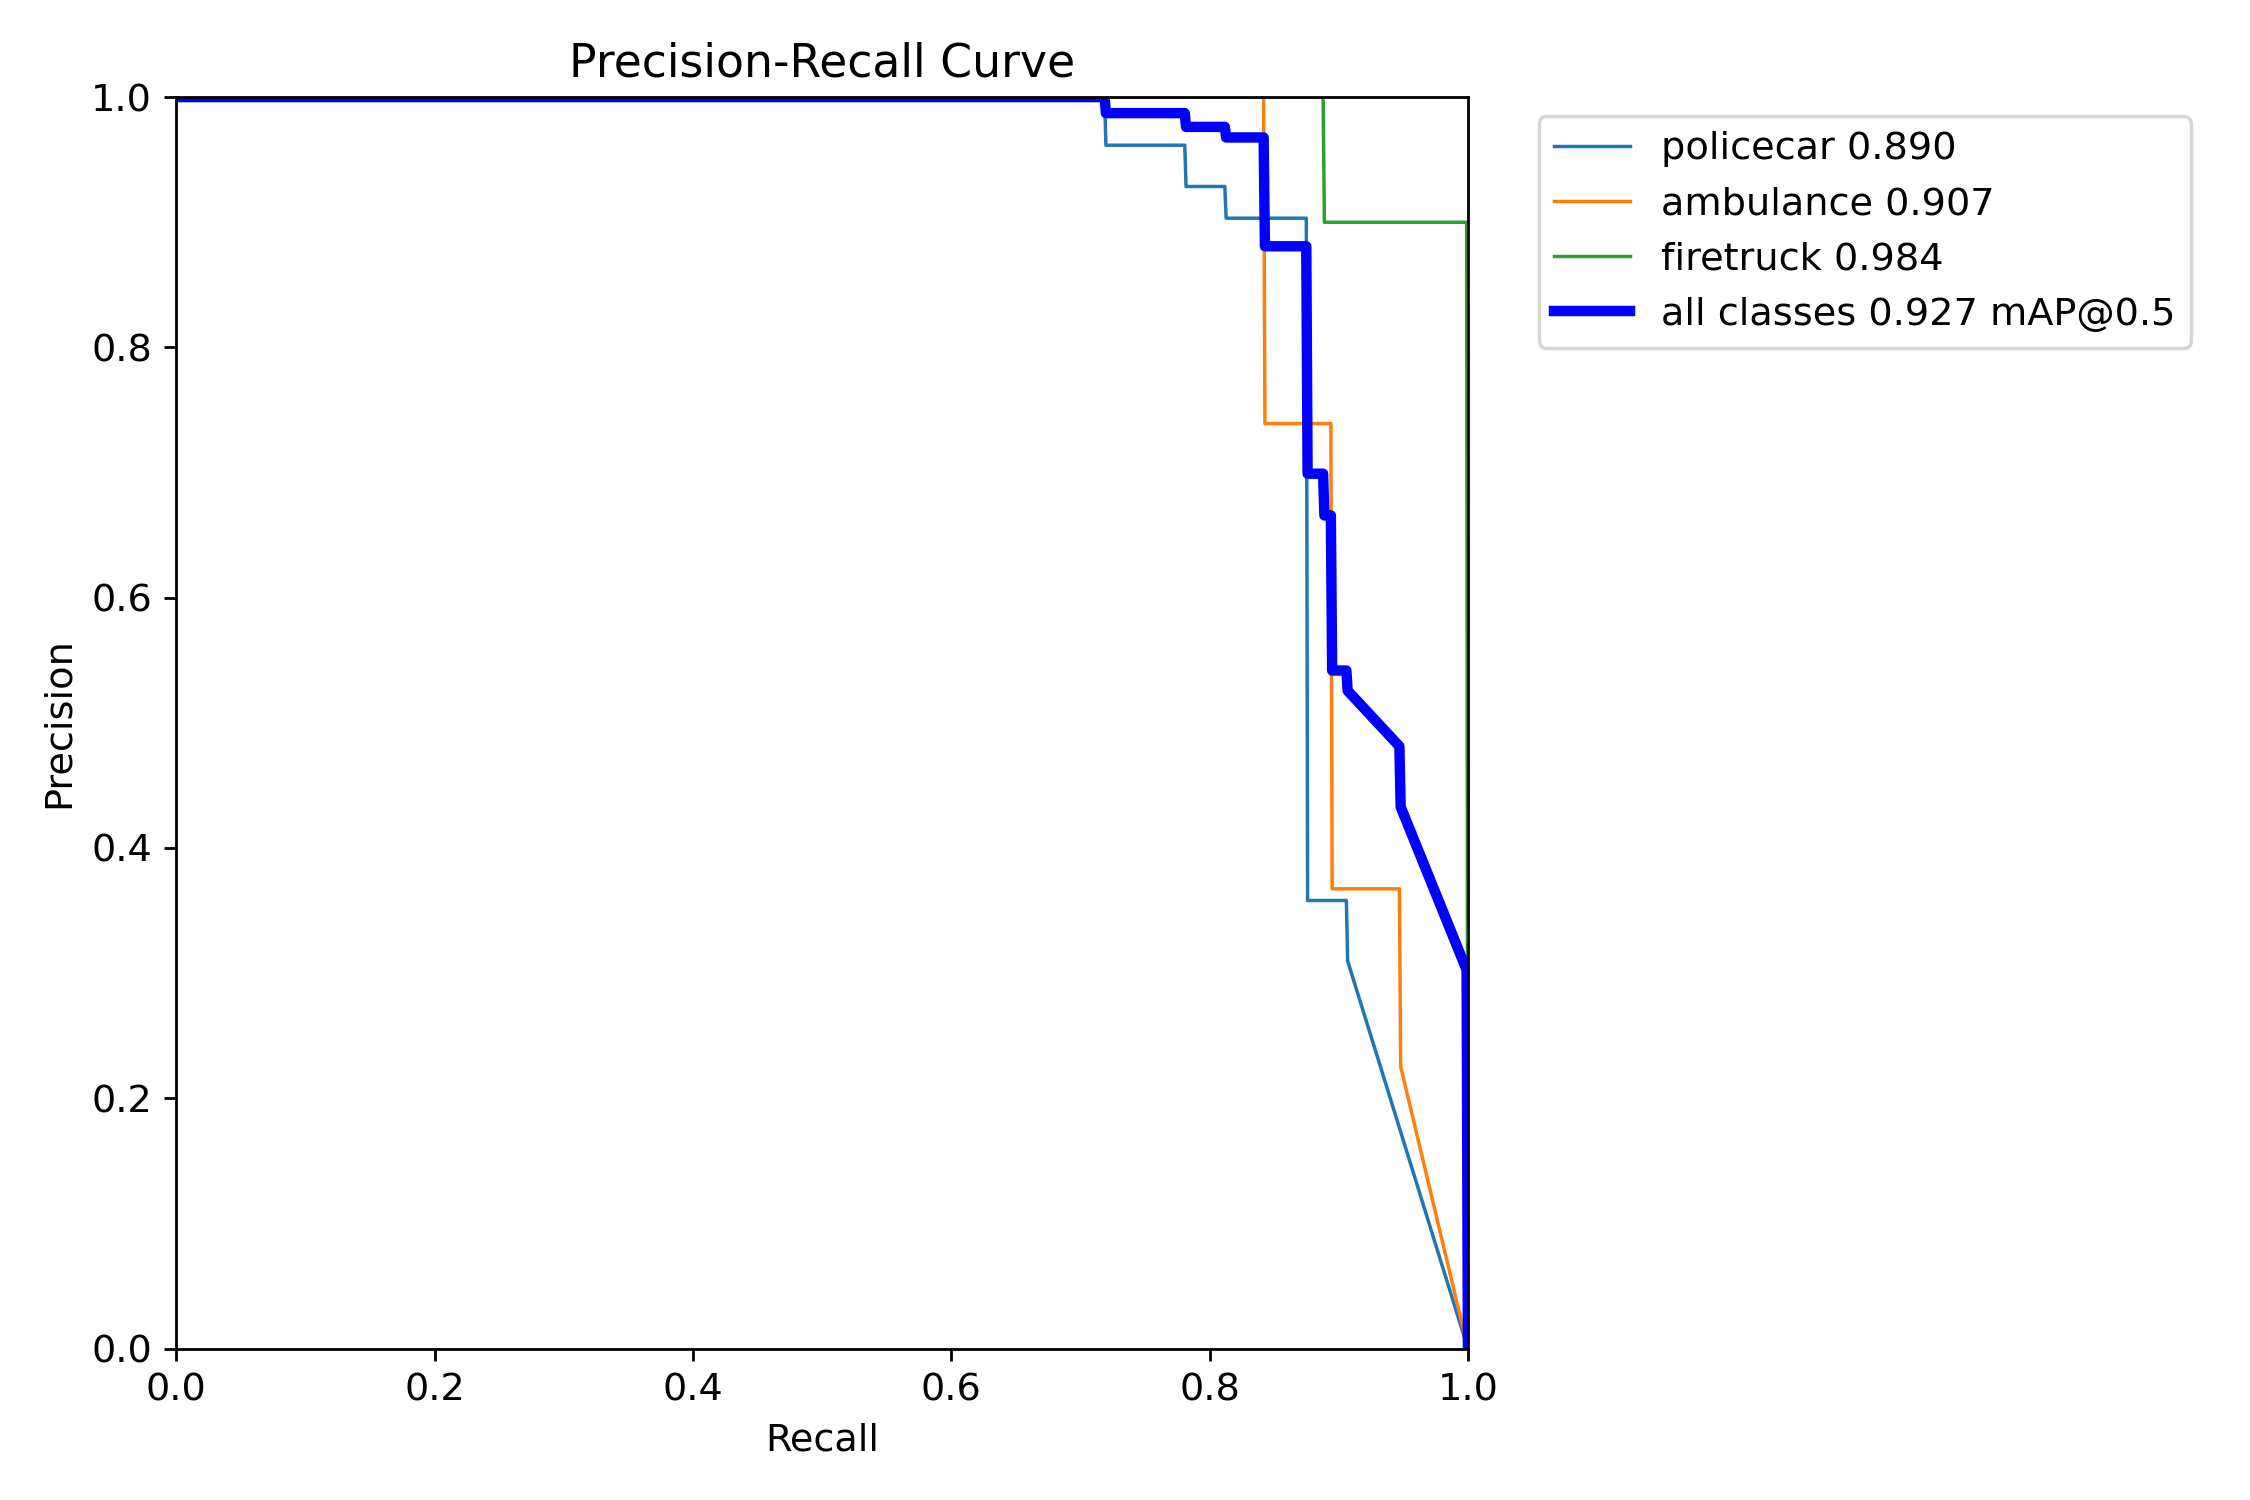 Precision-Recall Curve
1.0
0.8
0.6
0.4
0.2
0.0
Precision
0.0 0.2 0.4 0.6 0.8 1.0
Recall
policecar 0.890
ambulance 0.907
firetruck 0.984
all classes 0.927 mAP@0.5